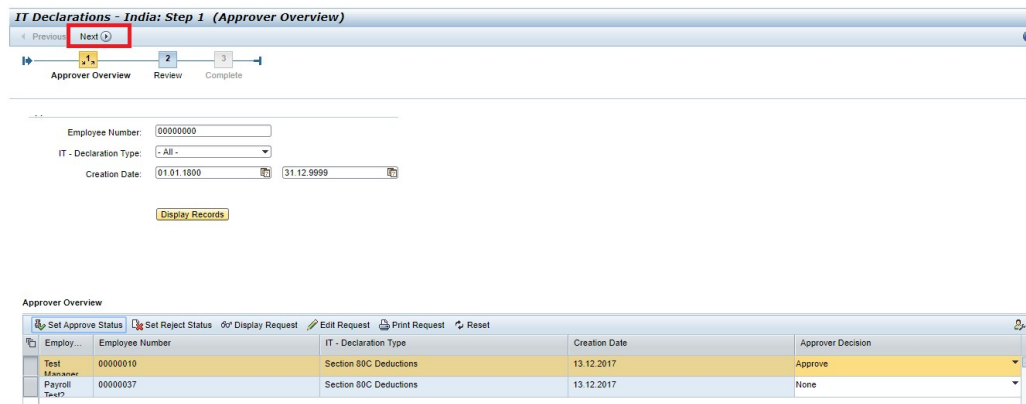 IT Declarations - India: Step 1 (Approver Overview)
Previous Next
1 2 3
Approver Overview Review Complete
Employee Number: 00000000
IT - Declaration Type: - All -
Creation Date: 01.01.1800 31.12.9999
Display Records
Approver Overview
Set Approve Status Set Reject Status Display Request Edit Request Print Request Reset
Employ... Employee Number IT - Declaration Type Creation Date Approver Decision
Test 00000010 Section 80C Deductions 13.12.2017 Approve
Manager
Payroll 00000037 Section 80C Deductions 13.12.2017 None
Test2